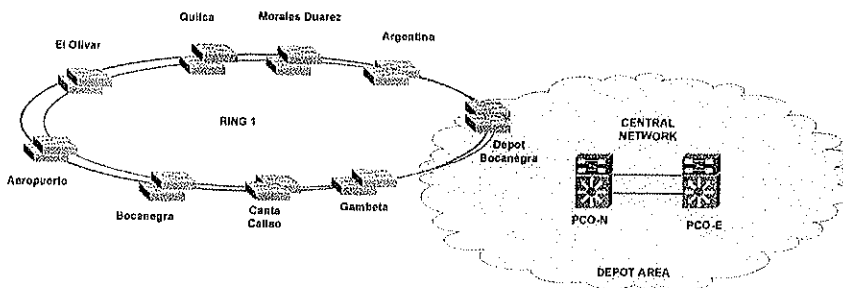 Quilca
Morales Duarez
El Olivar
Argentina
RING 1
CENTRAL
NETWORK
Depot
Bocanegra
Aeropuerto
Bocanegra
Canta
Callao
Gambeta
PCO-N
PCO-E
DEPOT AREA